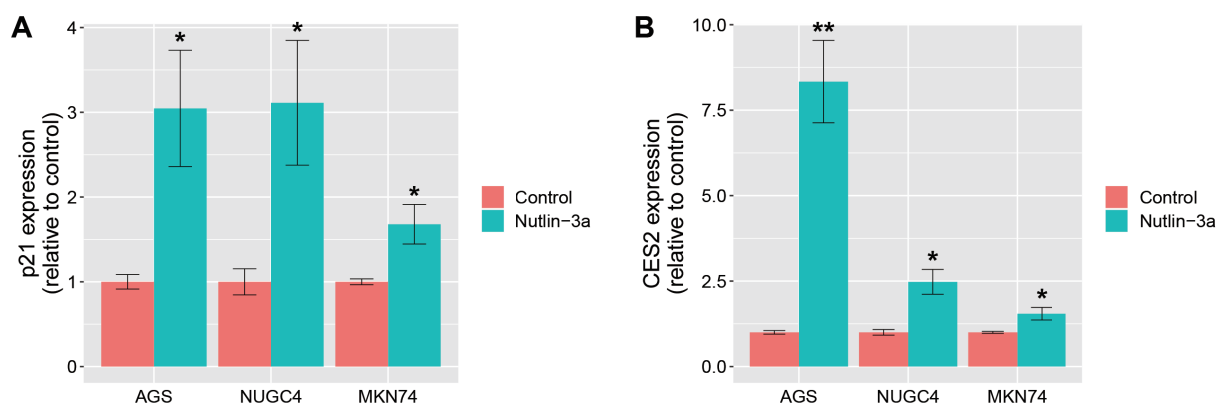 A
p21 expression
(relative to control)
4
3
2
1
0
*
*
*
AGS
NUGC4
MKN74
Control
Nutlin−3a
B
CES2 expression
(relative to control)
10.0
7.5
5.0
2.5
0.0
**
*
*
AGS
NUGC4
MKN74
Control
Nutlin−3a